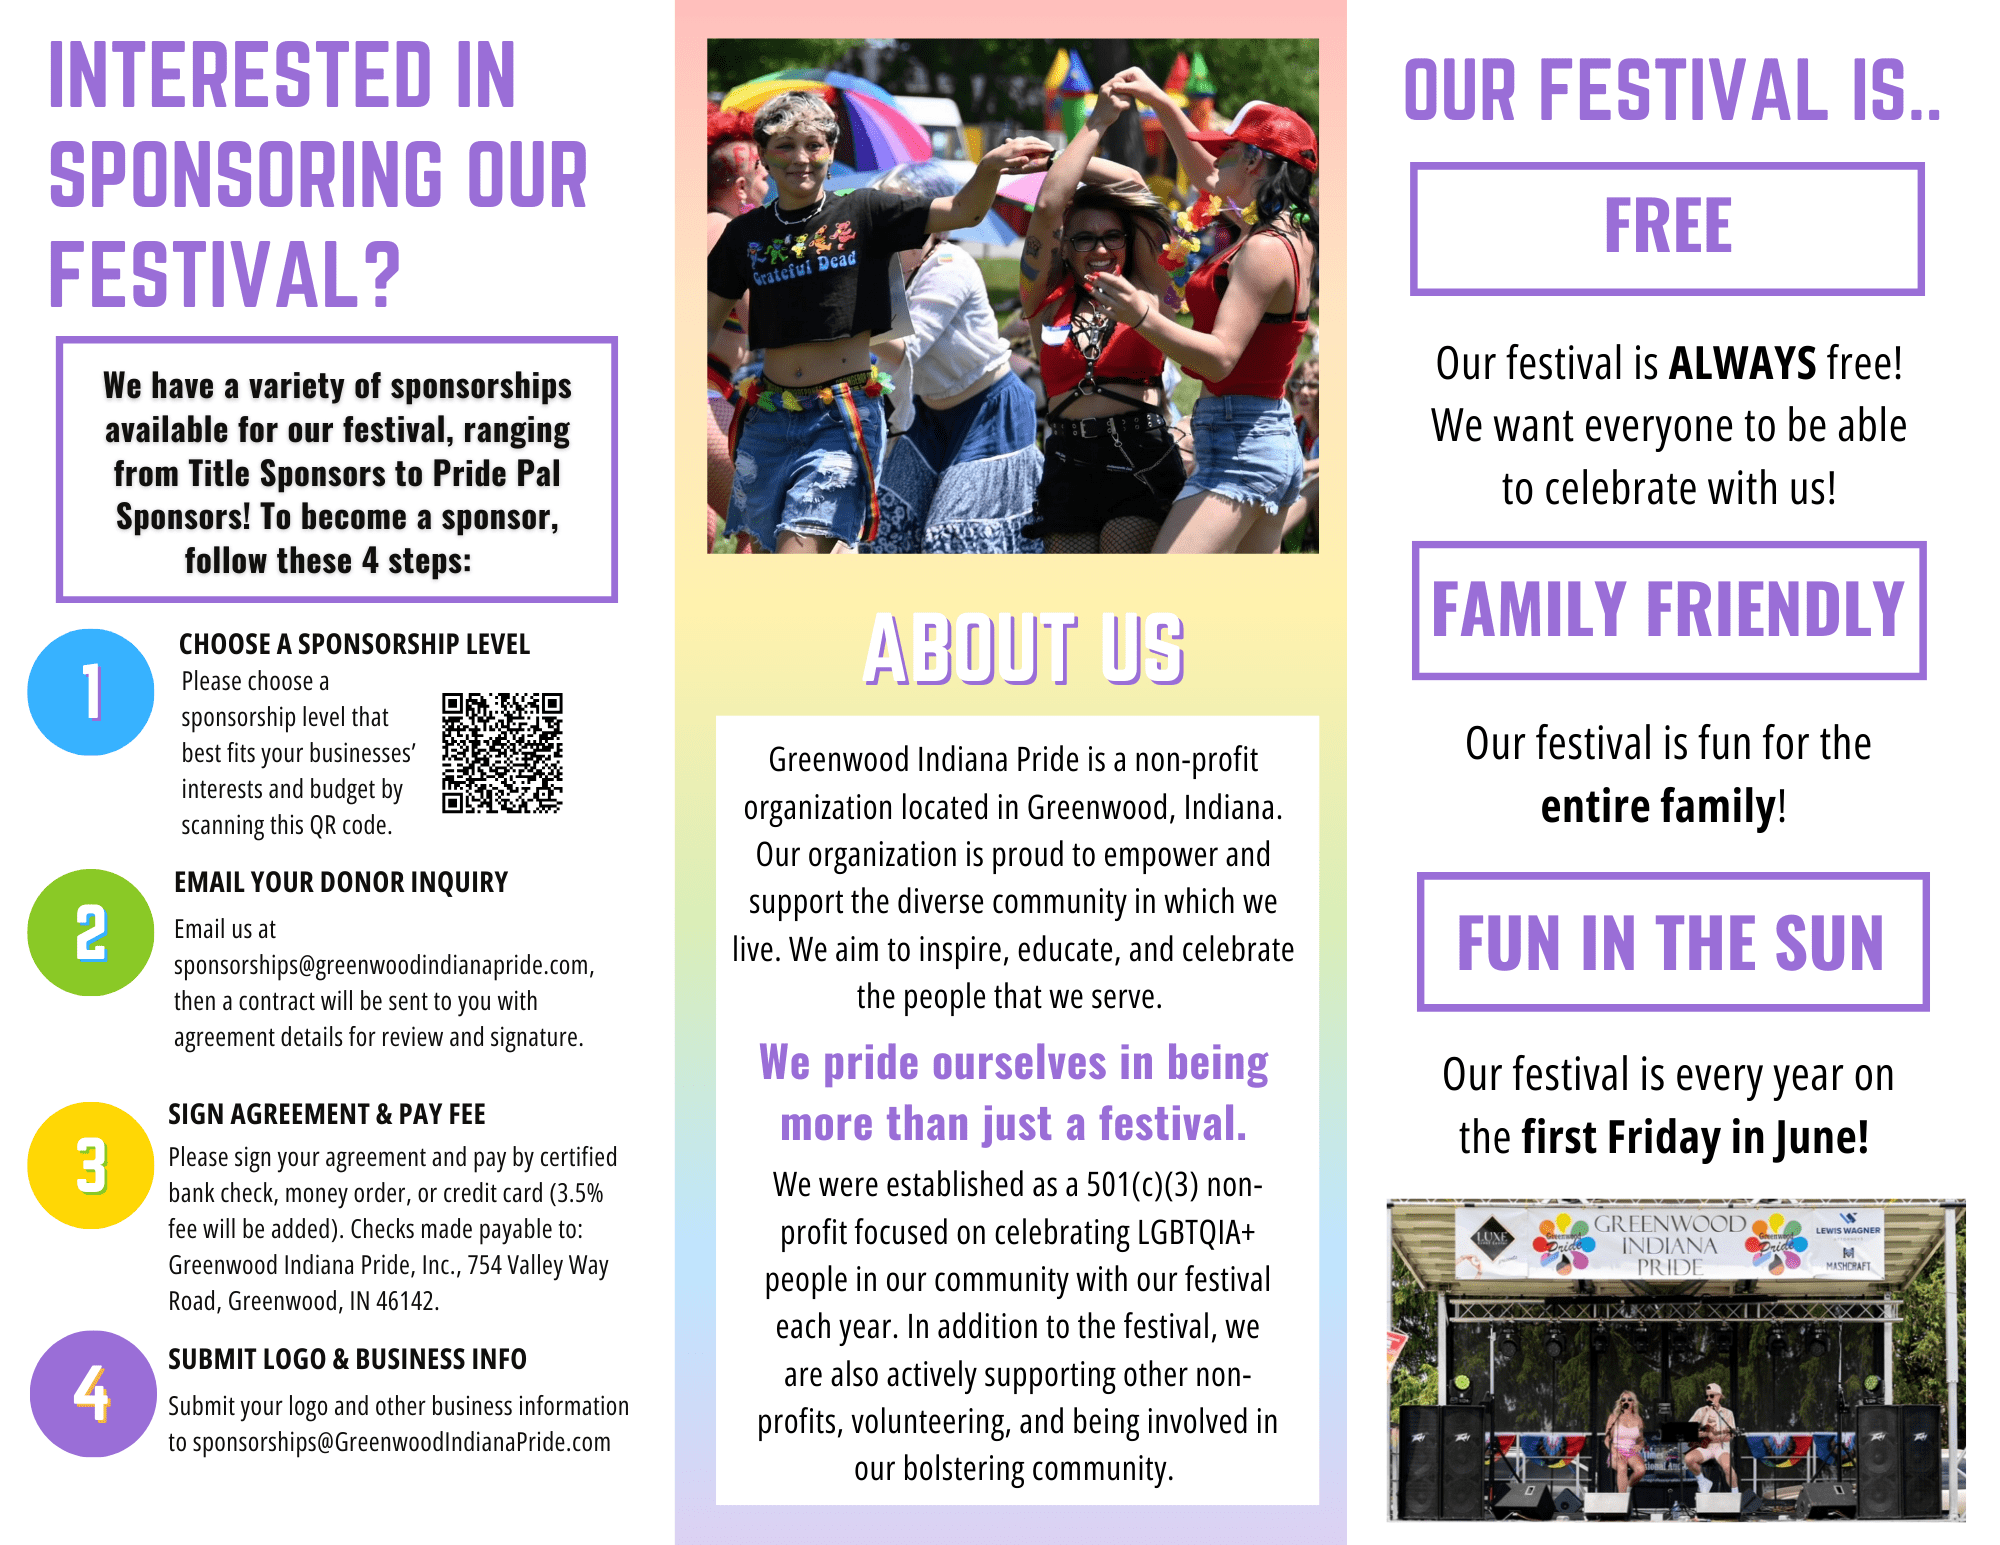 INTERESTED IN
SPONSORING OUR
FESTIVAL?
We have a variety of sponsorships
available for our festival, ranging
from Title Sponsors to Pride Pal
Sponsors! To become a sponsor,
follow these 4 steps:
1
CHOOSE A SPONSORSHIP LEVEL
Please choose a
sponsorship level that
best fits your businesses’
interests and budget by
scanning this QR code.
2
EMAIL YOUR DONOR INQUIRY
Email us at
sponsorships@greenwoodindianapride.com,
then a contract will be sent to you with
agreement details for review and signature.
3
SIGN AGREEMENT & PAY FEE
Please sign your agreement and pay by certified
bank check, money order, or credit card (3.5%
fee will be added). Checks made payable to:
Greenwood Indiana Pride, Inc., 754 Valley Way
Road, Greenwood, IN 46142.
4
SUBMIT LOGO & BUSINESS INFO
Submit your logo and other business information
to sponsorships@GreenwoodIndianaPride.com
Grateful Dead
ABOUT US
Greenwood Indiana Pride is a non-profit
organization located in Greenwood, Indiana.
Our organization is proud to empower and
support the diverse community in which we
live. We aim to inspire, educate, and celebrate
the people that we serve.
We pride ourselves in being
more than just a festival.
We were established as a 501(c)(3) non-
profit focused on celebrating LGBTQIA+
people in our community with our festival
each year. In addition to the festival, we
are also actively supporting other non-
profits, volunteering, and being involved in
our bolstering community.
OUR FESTIVAL IS..
FREE
Our festival is ALWAYS free!
We want everyone to be able
to celebrate with us!
FAMILY FRIENDLY
Our festival is fun for the
entire family!
FUN IN THE SUN
Our festival is every year on
the first Friday in June!
LUXE
Greenwood
Pride
GREENWOOD
INDIANA
PRIDE
Greenwood
Pride
LEWIS WAGNER
MASHCRAFT